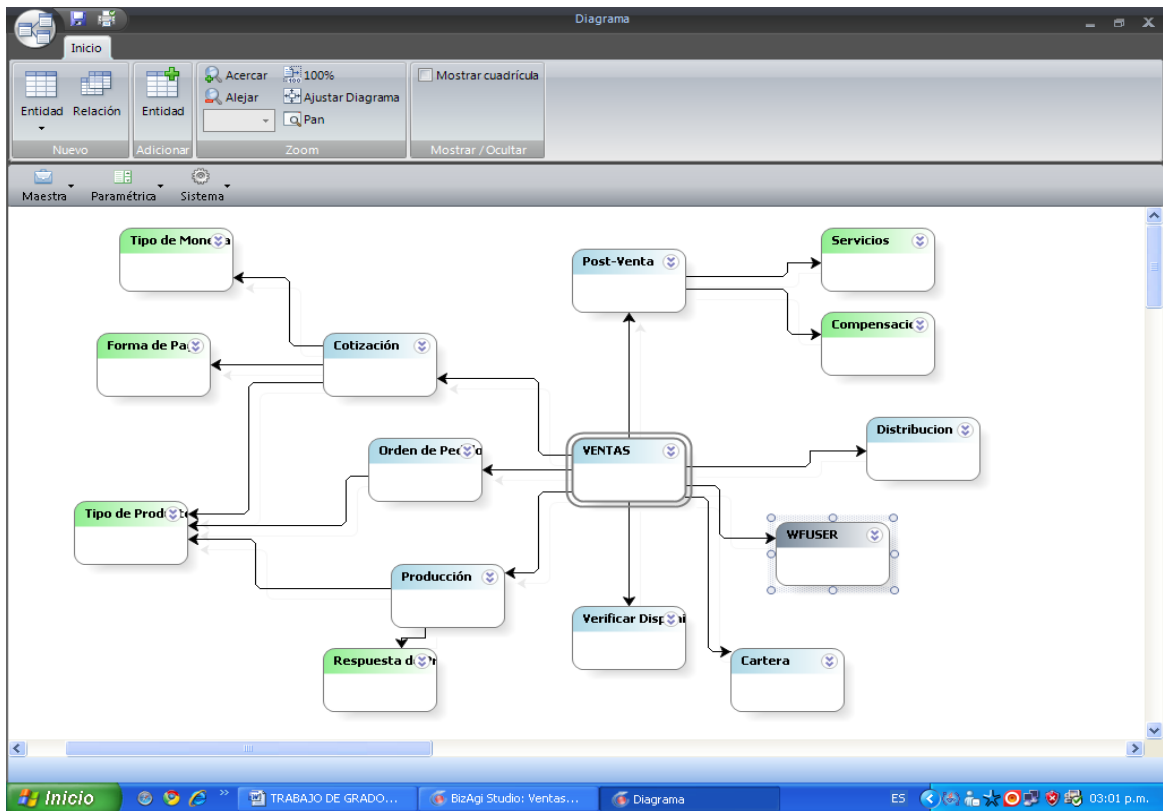 Diagrama
Inicio
Entidad Relación
Entidad
Acercar
Alejar
100%
Ajustar Diagrama
Pan
Mostrar cuadrícula
Nuevo
Adicionar
Zoom
Mostrar / Ocultar
Maestra Paramétrica Sistema
Tipo de Mon
Servicios
Post-Venta
Compensaci
Forma de Pa
Cotización
Distribucion
Orden de Pe
VENTAS
Tipo de Prod
WFUSER
Producción
Verificar Disp
Respuesta d
Cartera
Inicio
TRABAJO DE GRADO...
BizAgi Studio: Ventas...
Diagrama
ES
03:01 p.m.